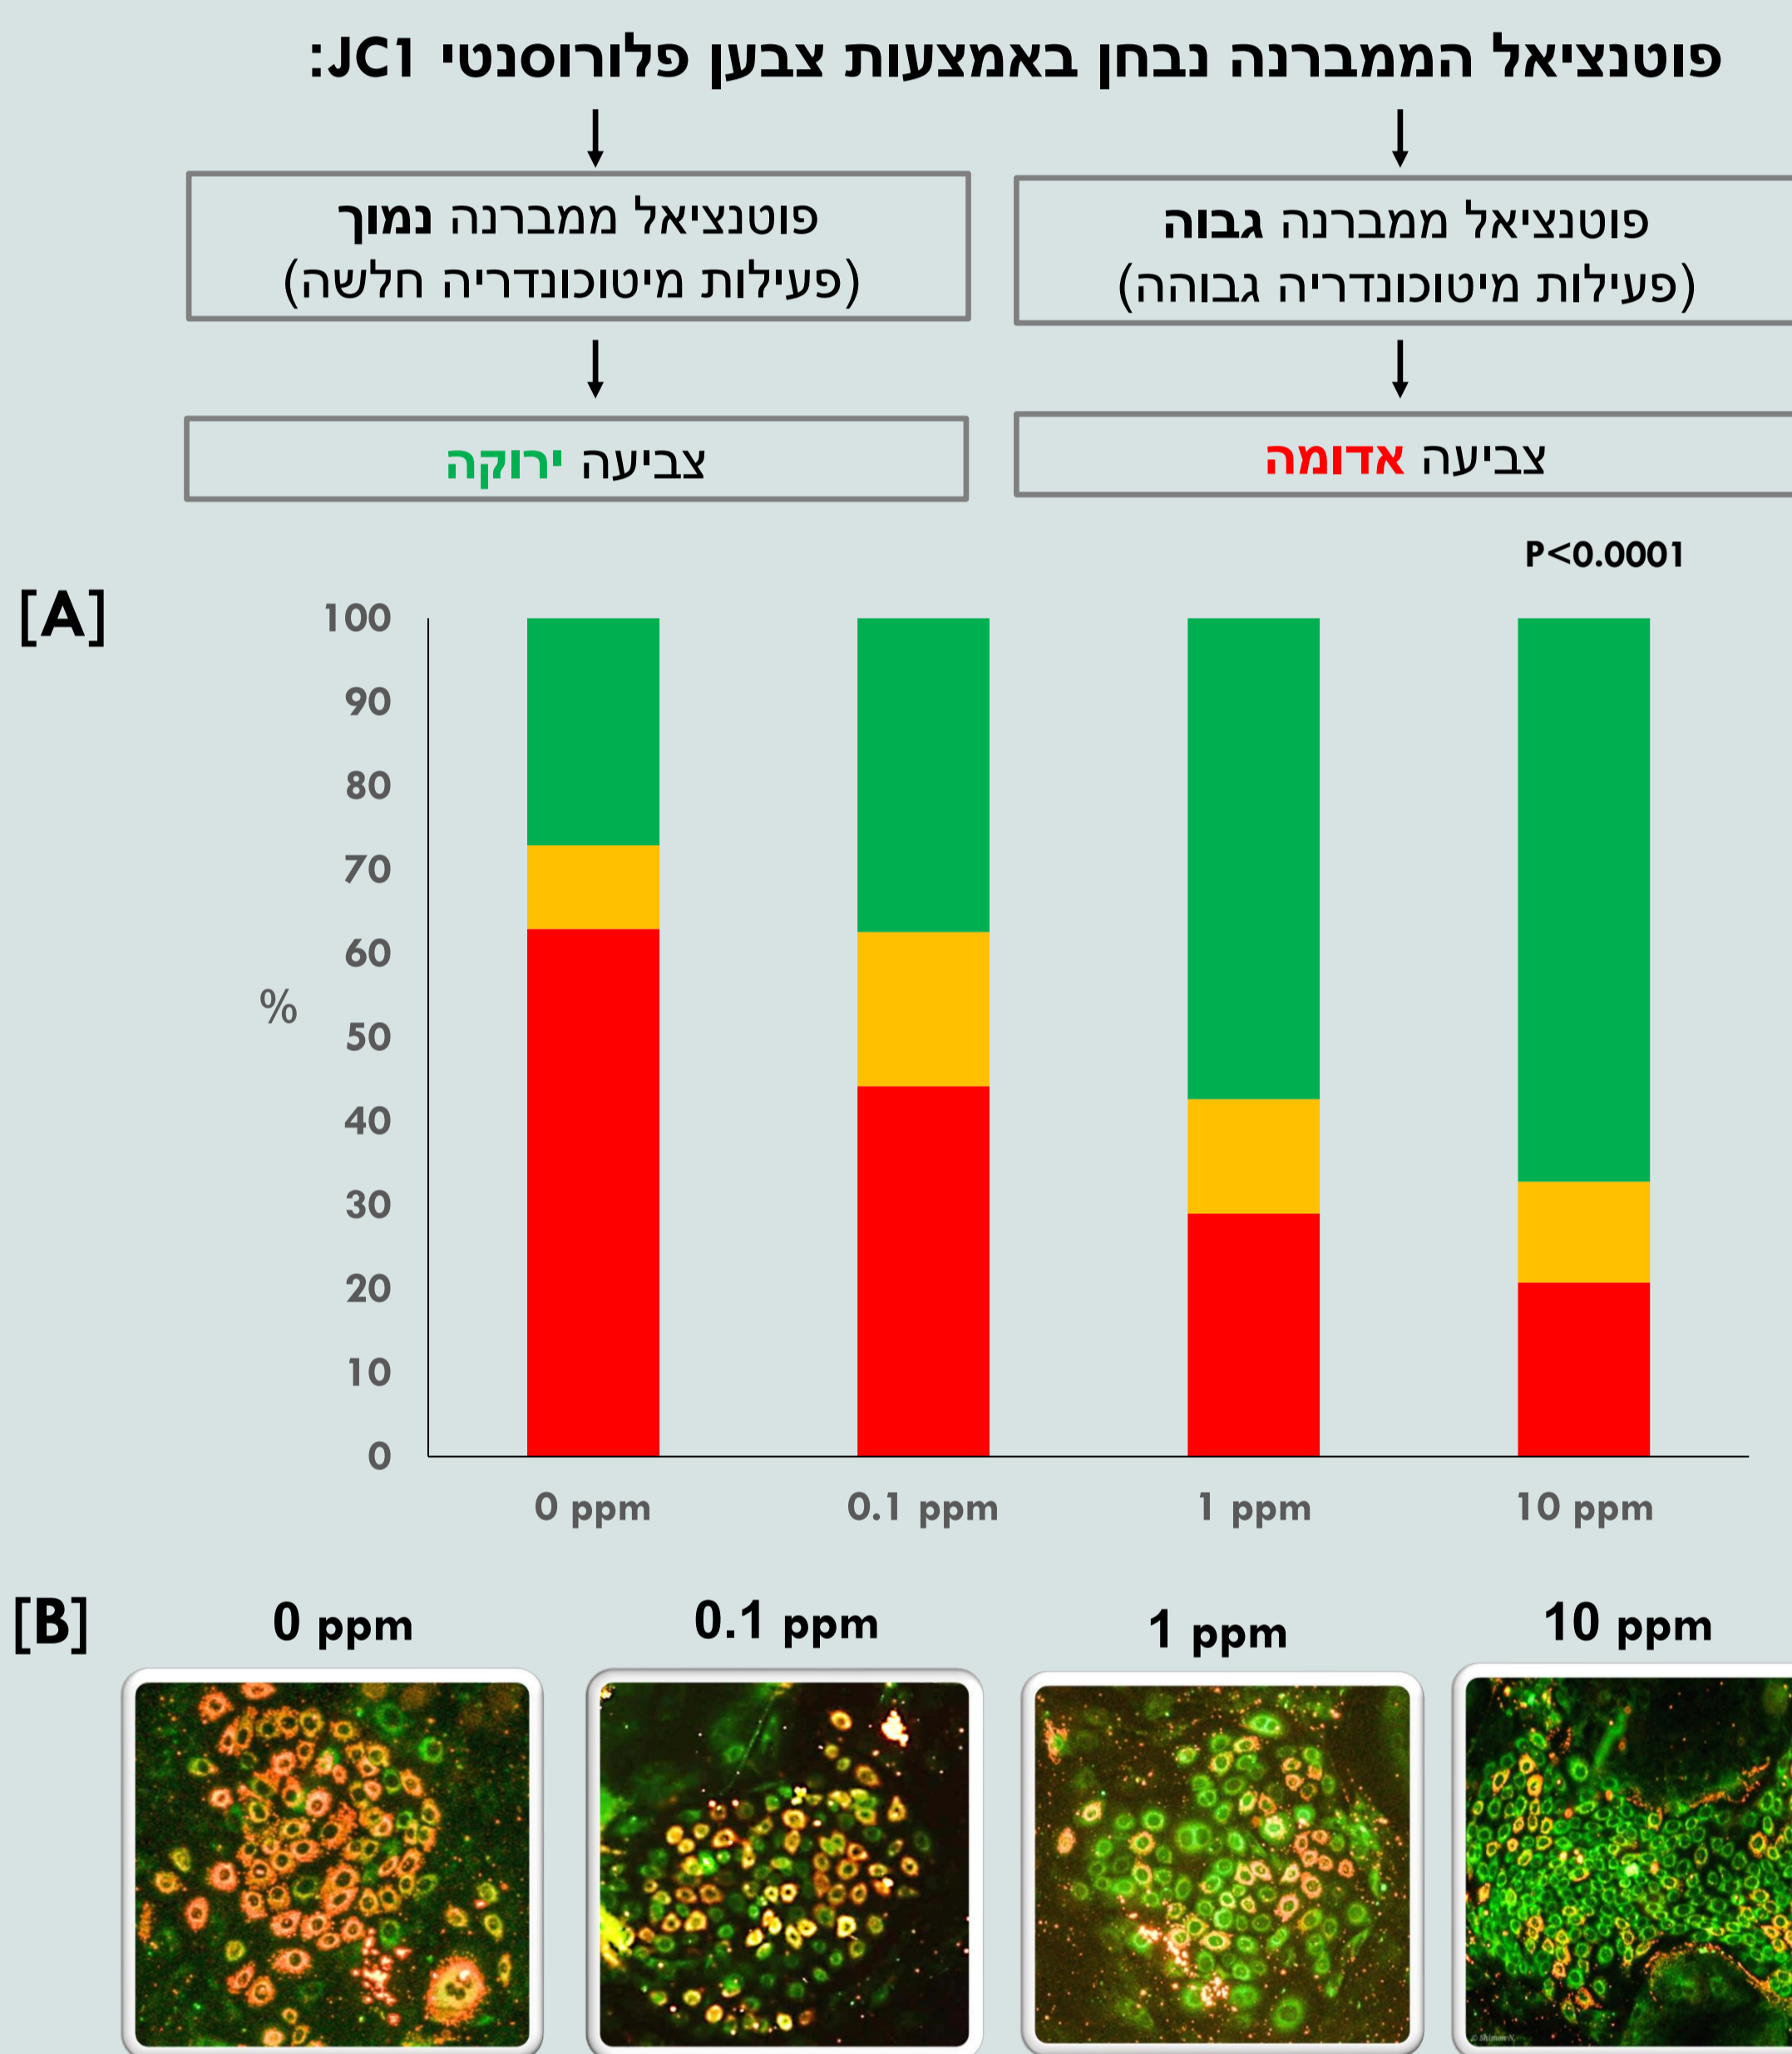 פוטנציאל הממברנה נבחן באמצעות צבען פלורוסנטי JC1:
פוטנציאל ממברנה גבוה
(פעילות מיטוכונדריה גבוהה)
פוטנציאל ממברנה נמוך
(פעילות מיטוכונדריה חלשה)
צביעה אדומה
צביעה ירוקה
P<0.0001
[A]
100
90
80
70
60
%
50
40
30
20
10
0
0 ppm 0.1 ppm 1 ppm 10 ppm
[B]
0 ppm 0.1 ppm 1 ppm 10 ppm